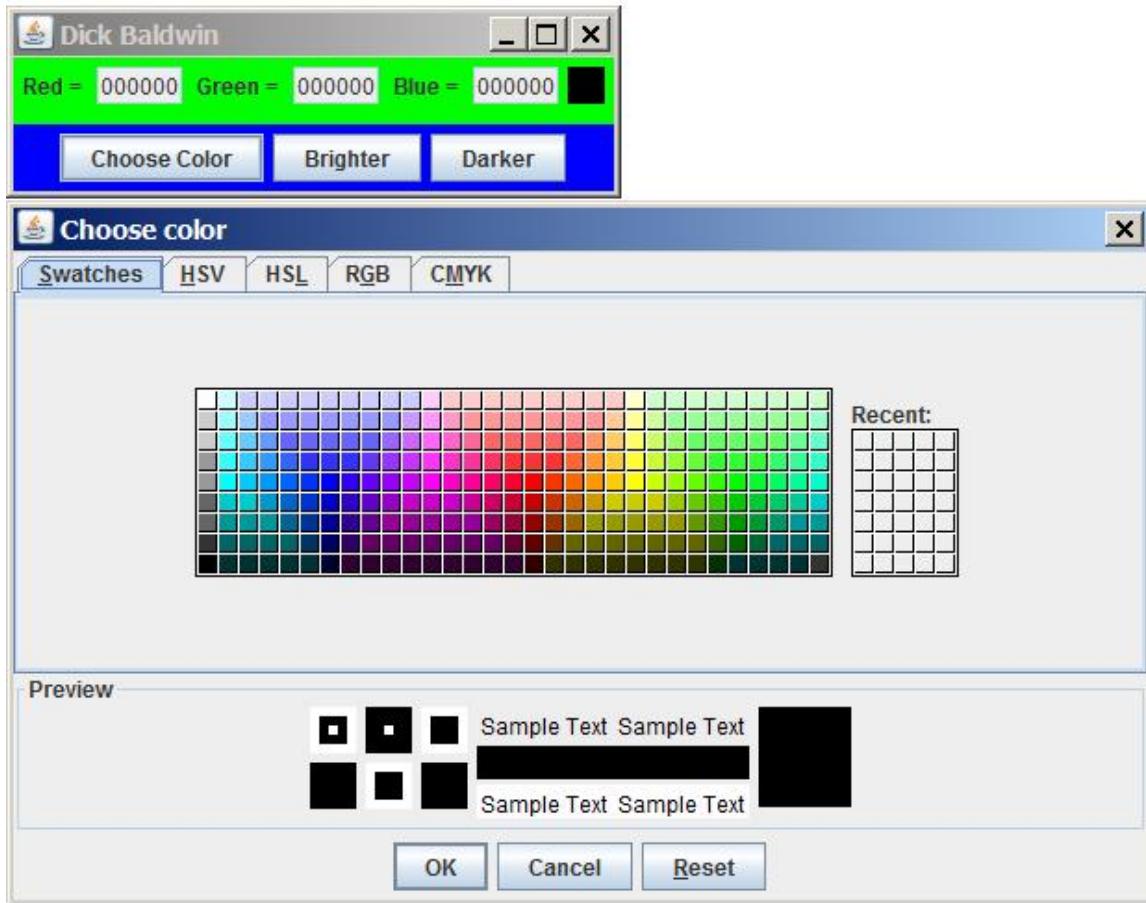 Dick Baldwin
Red = 000000 Green = 000000 Blue = 000000
Choose Color Brighter Darker
Choose color
Swatches HSV HSL RGB CMYK
Recent:
Preview
Sample Text Sample Text
Sample Text Sample Text
OK Cancel Reset